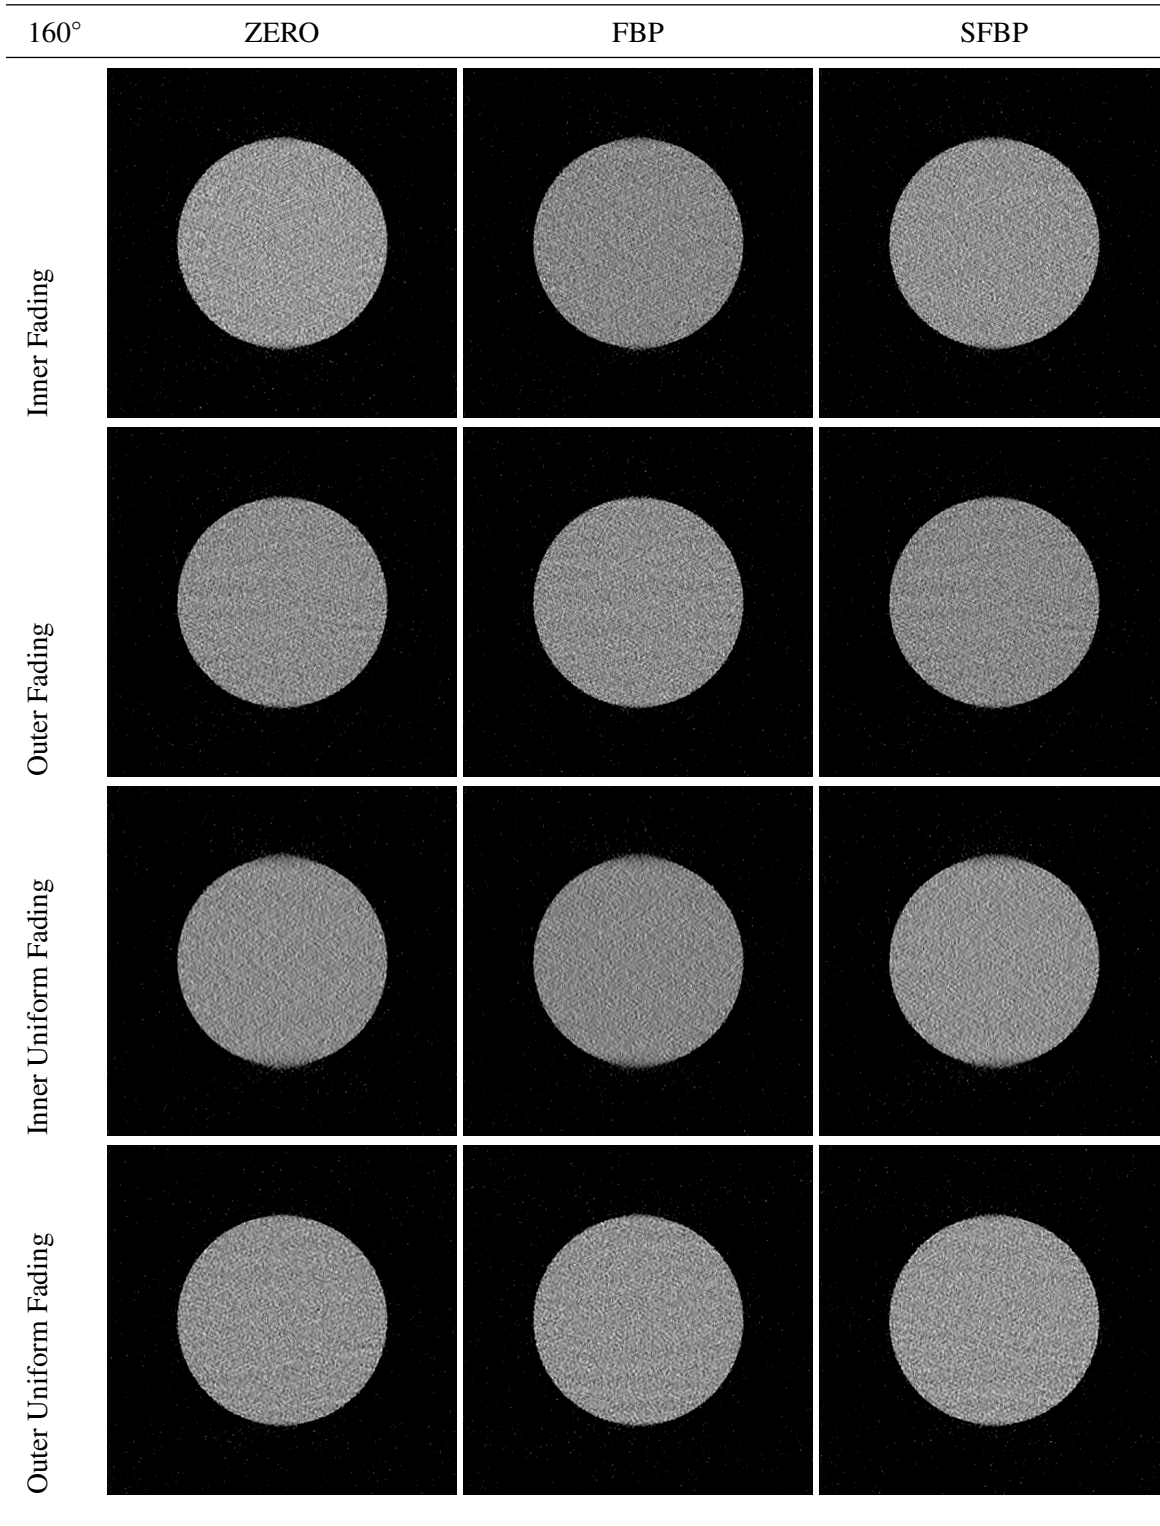 160° ZERO FBP SFBP
Inner Fading
Outer Fading
Inner Uniform Fading
Outer Uniform Fading